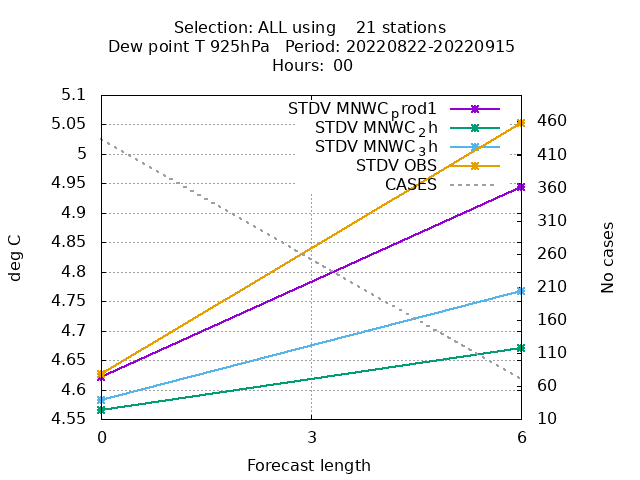 Selection: ALL using    21 stations
Dew point T 925hPa   Period: 20220822-20220915
Hours:  00
STDV MNWC_prod1
STDV MNWC_2h
STDV MNWC_3h
STDV OBS
CASES
5.1
5.05
5
4.95
4.9
4.85
4.8
4.75
4.7
4.65
4.6
4.55
deg C
460
410
360
310
260
210
160
110
60
10
No cases
0 3 6
Forecast length